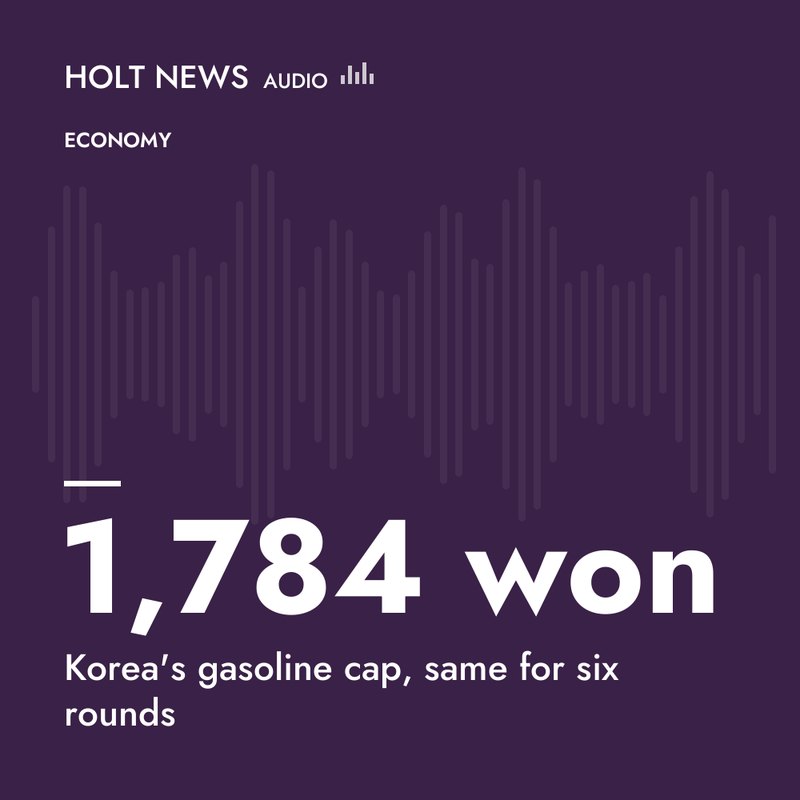 HOLT NEWS AUDIO
ECONOMY
1,784 won
Korea's gasoline cap, same for six
rounds